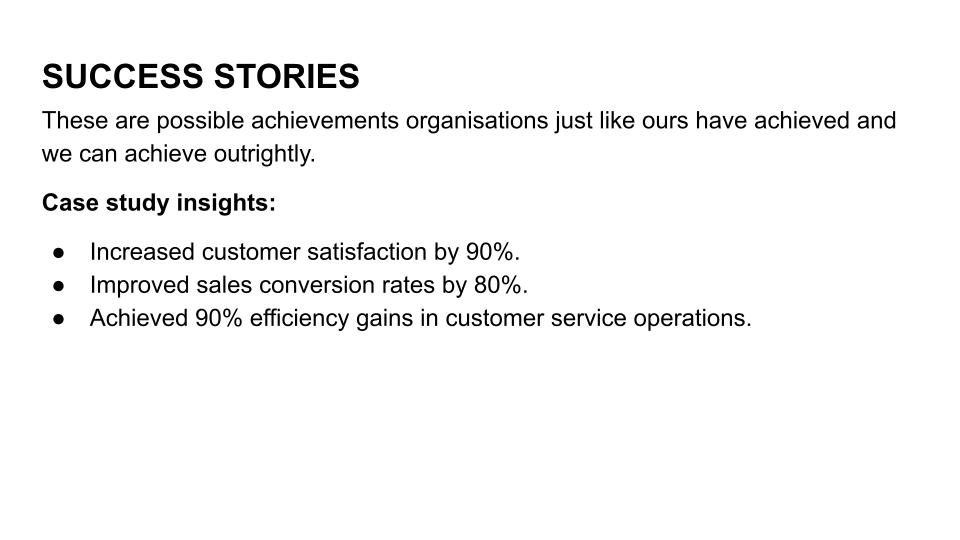 SUCCESS STORIES
These are possible achievements organisations just like ours have achieved and
we can achieve outrightly.
Case study insights:
● Increased customer satisfaction by 90%.
● Improved sales conversion rates by 80%.
● Achieved 90% efficiency gains in customer service operations.